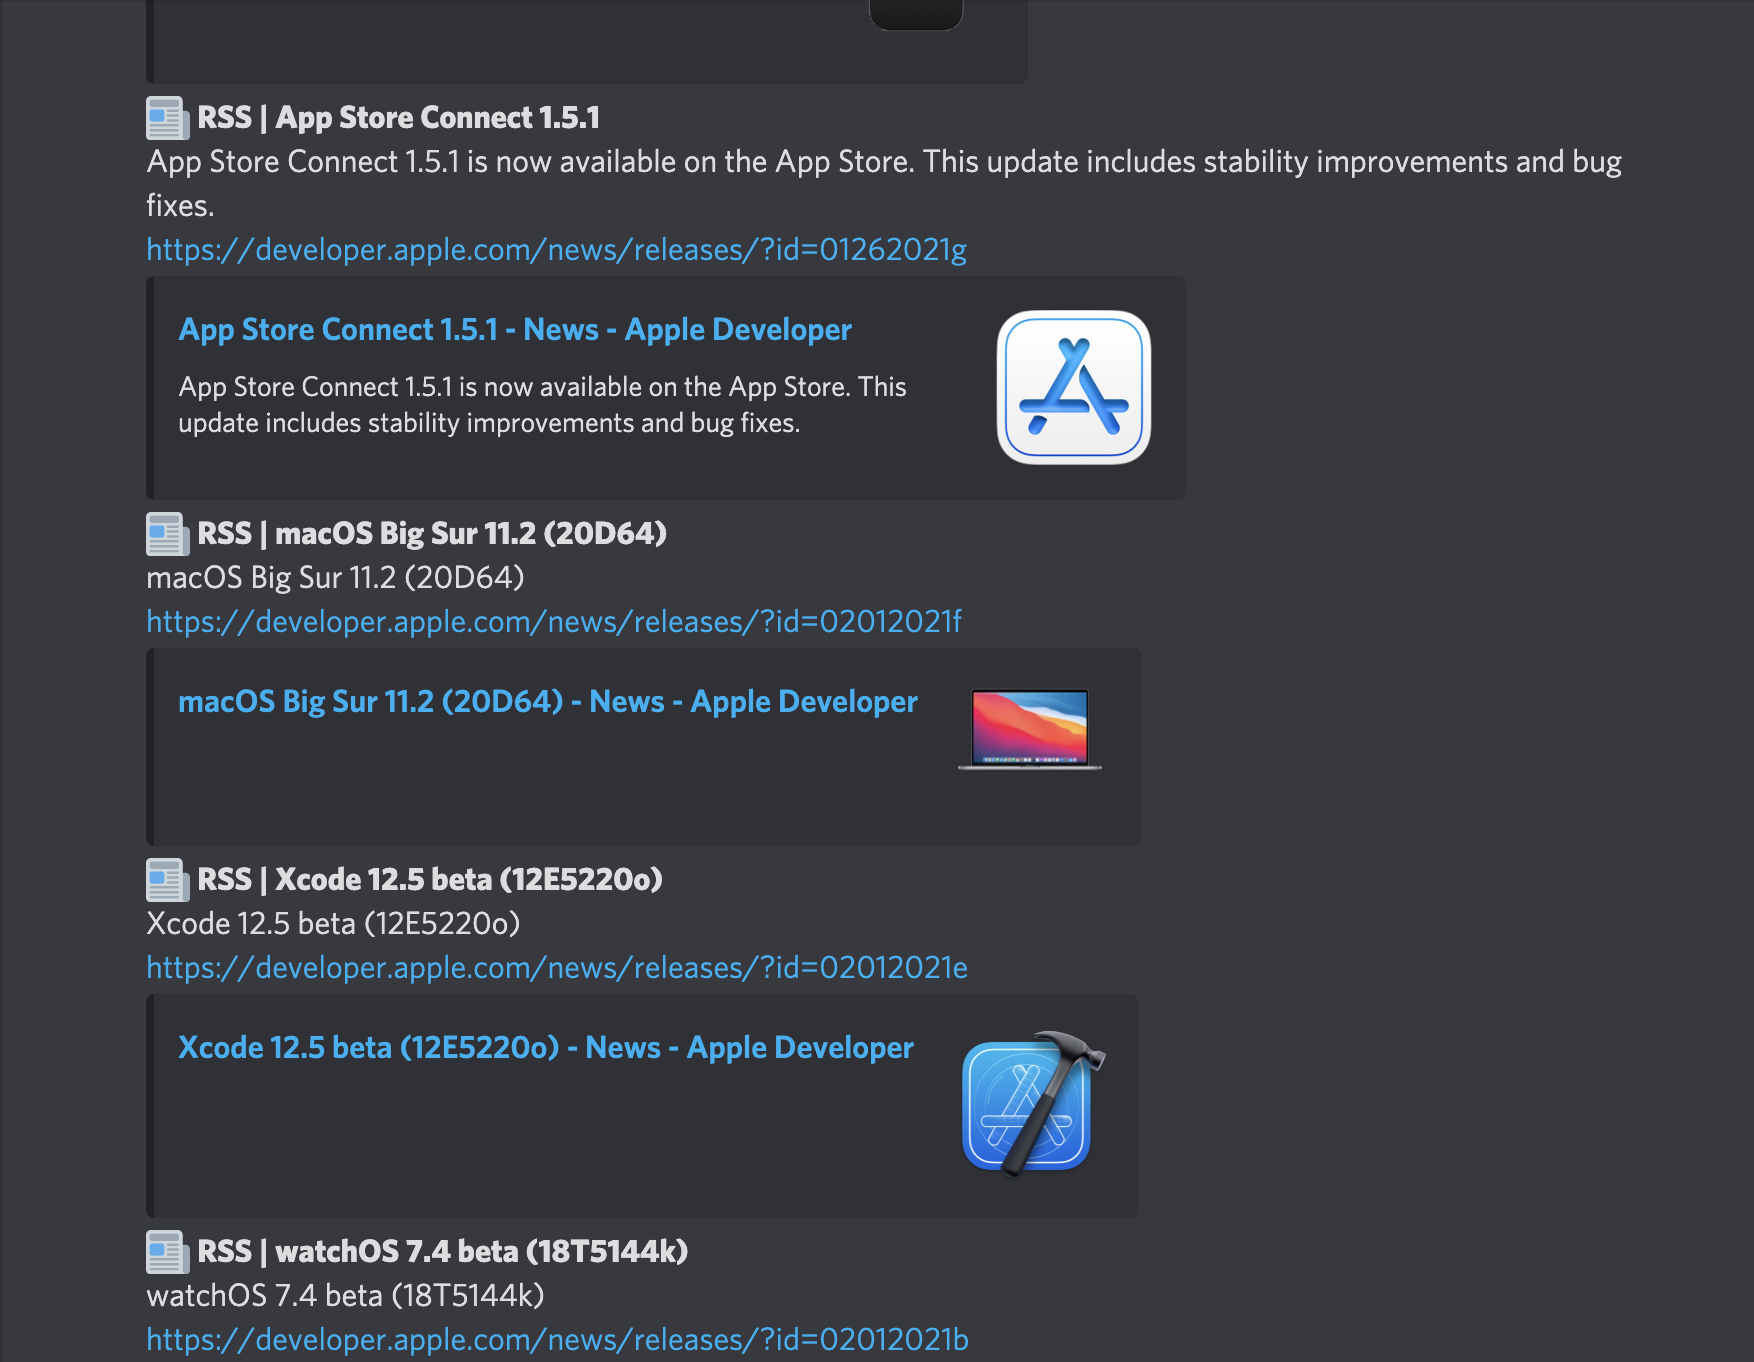 RSS | App Store Connect 1.5.1
App Store Connect 1.5.1 is now available on the App Store. This update includes stability improvements and bug
fixes.
https://developer.apple.com/news/releases/?id=01262021g
App Store Connect 1.5.1 - News - Apple Developer
App Store Connect 1.5.1 is now available on the App Store. This
update includes stability improvements and bug fixes.
RSS | macOS Big Sur 11.2 (20D64)
macOS Big Sur 11.2 (20D64)
https://developer.apple.com/news/releases/?id=02012021f
macOS Big Sur 11.2 (20D64) - News - Apple Developer
RSS | Xcode 12.5 beta (12E5220o)
Xcode 12.5 beta (12E5220o)
https://developer.apple.com/news/releases/?id=02012021e
Xcode 12.5 beta (12E5220o) - News - Apple Developer
RSS | watchOS 7.4 beta (18T5144k)
watchOS 7.4 beta (18T5144k)
https://developer.apple.com/news/releases/?id=02012021b